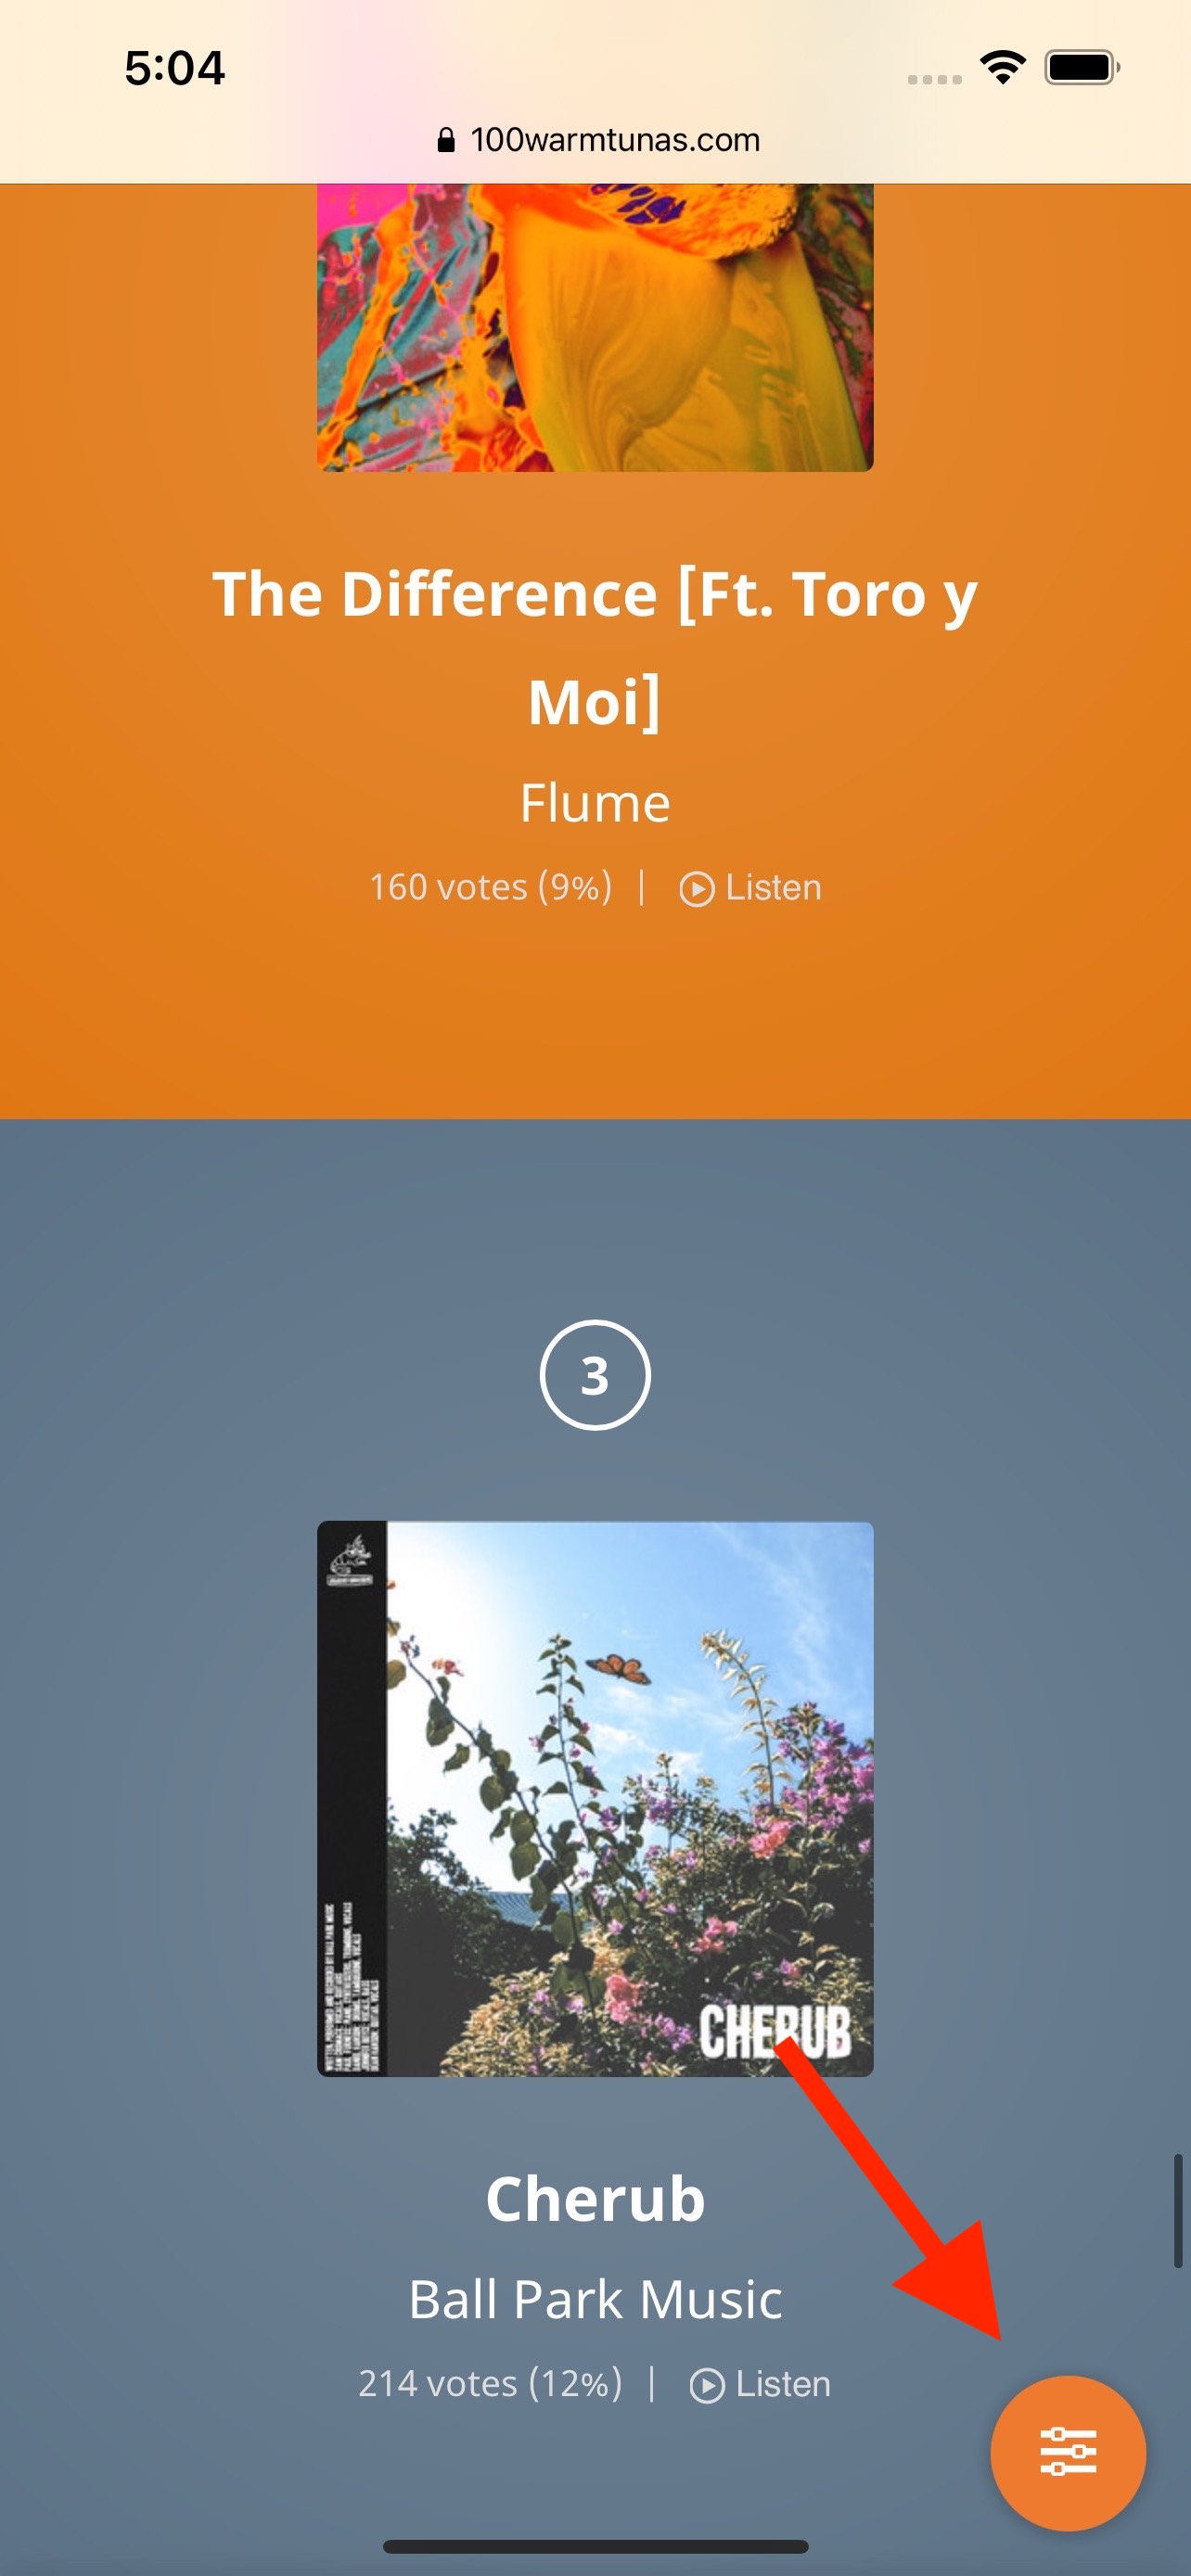 5:04
100warmtunas.com
The Difference [Ft. Toro y
Moi]
Flume
160 votes (9%) | Listen
3
CHERUB
Cherub
Ball Park Music
214 votes (12%) | Listen